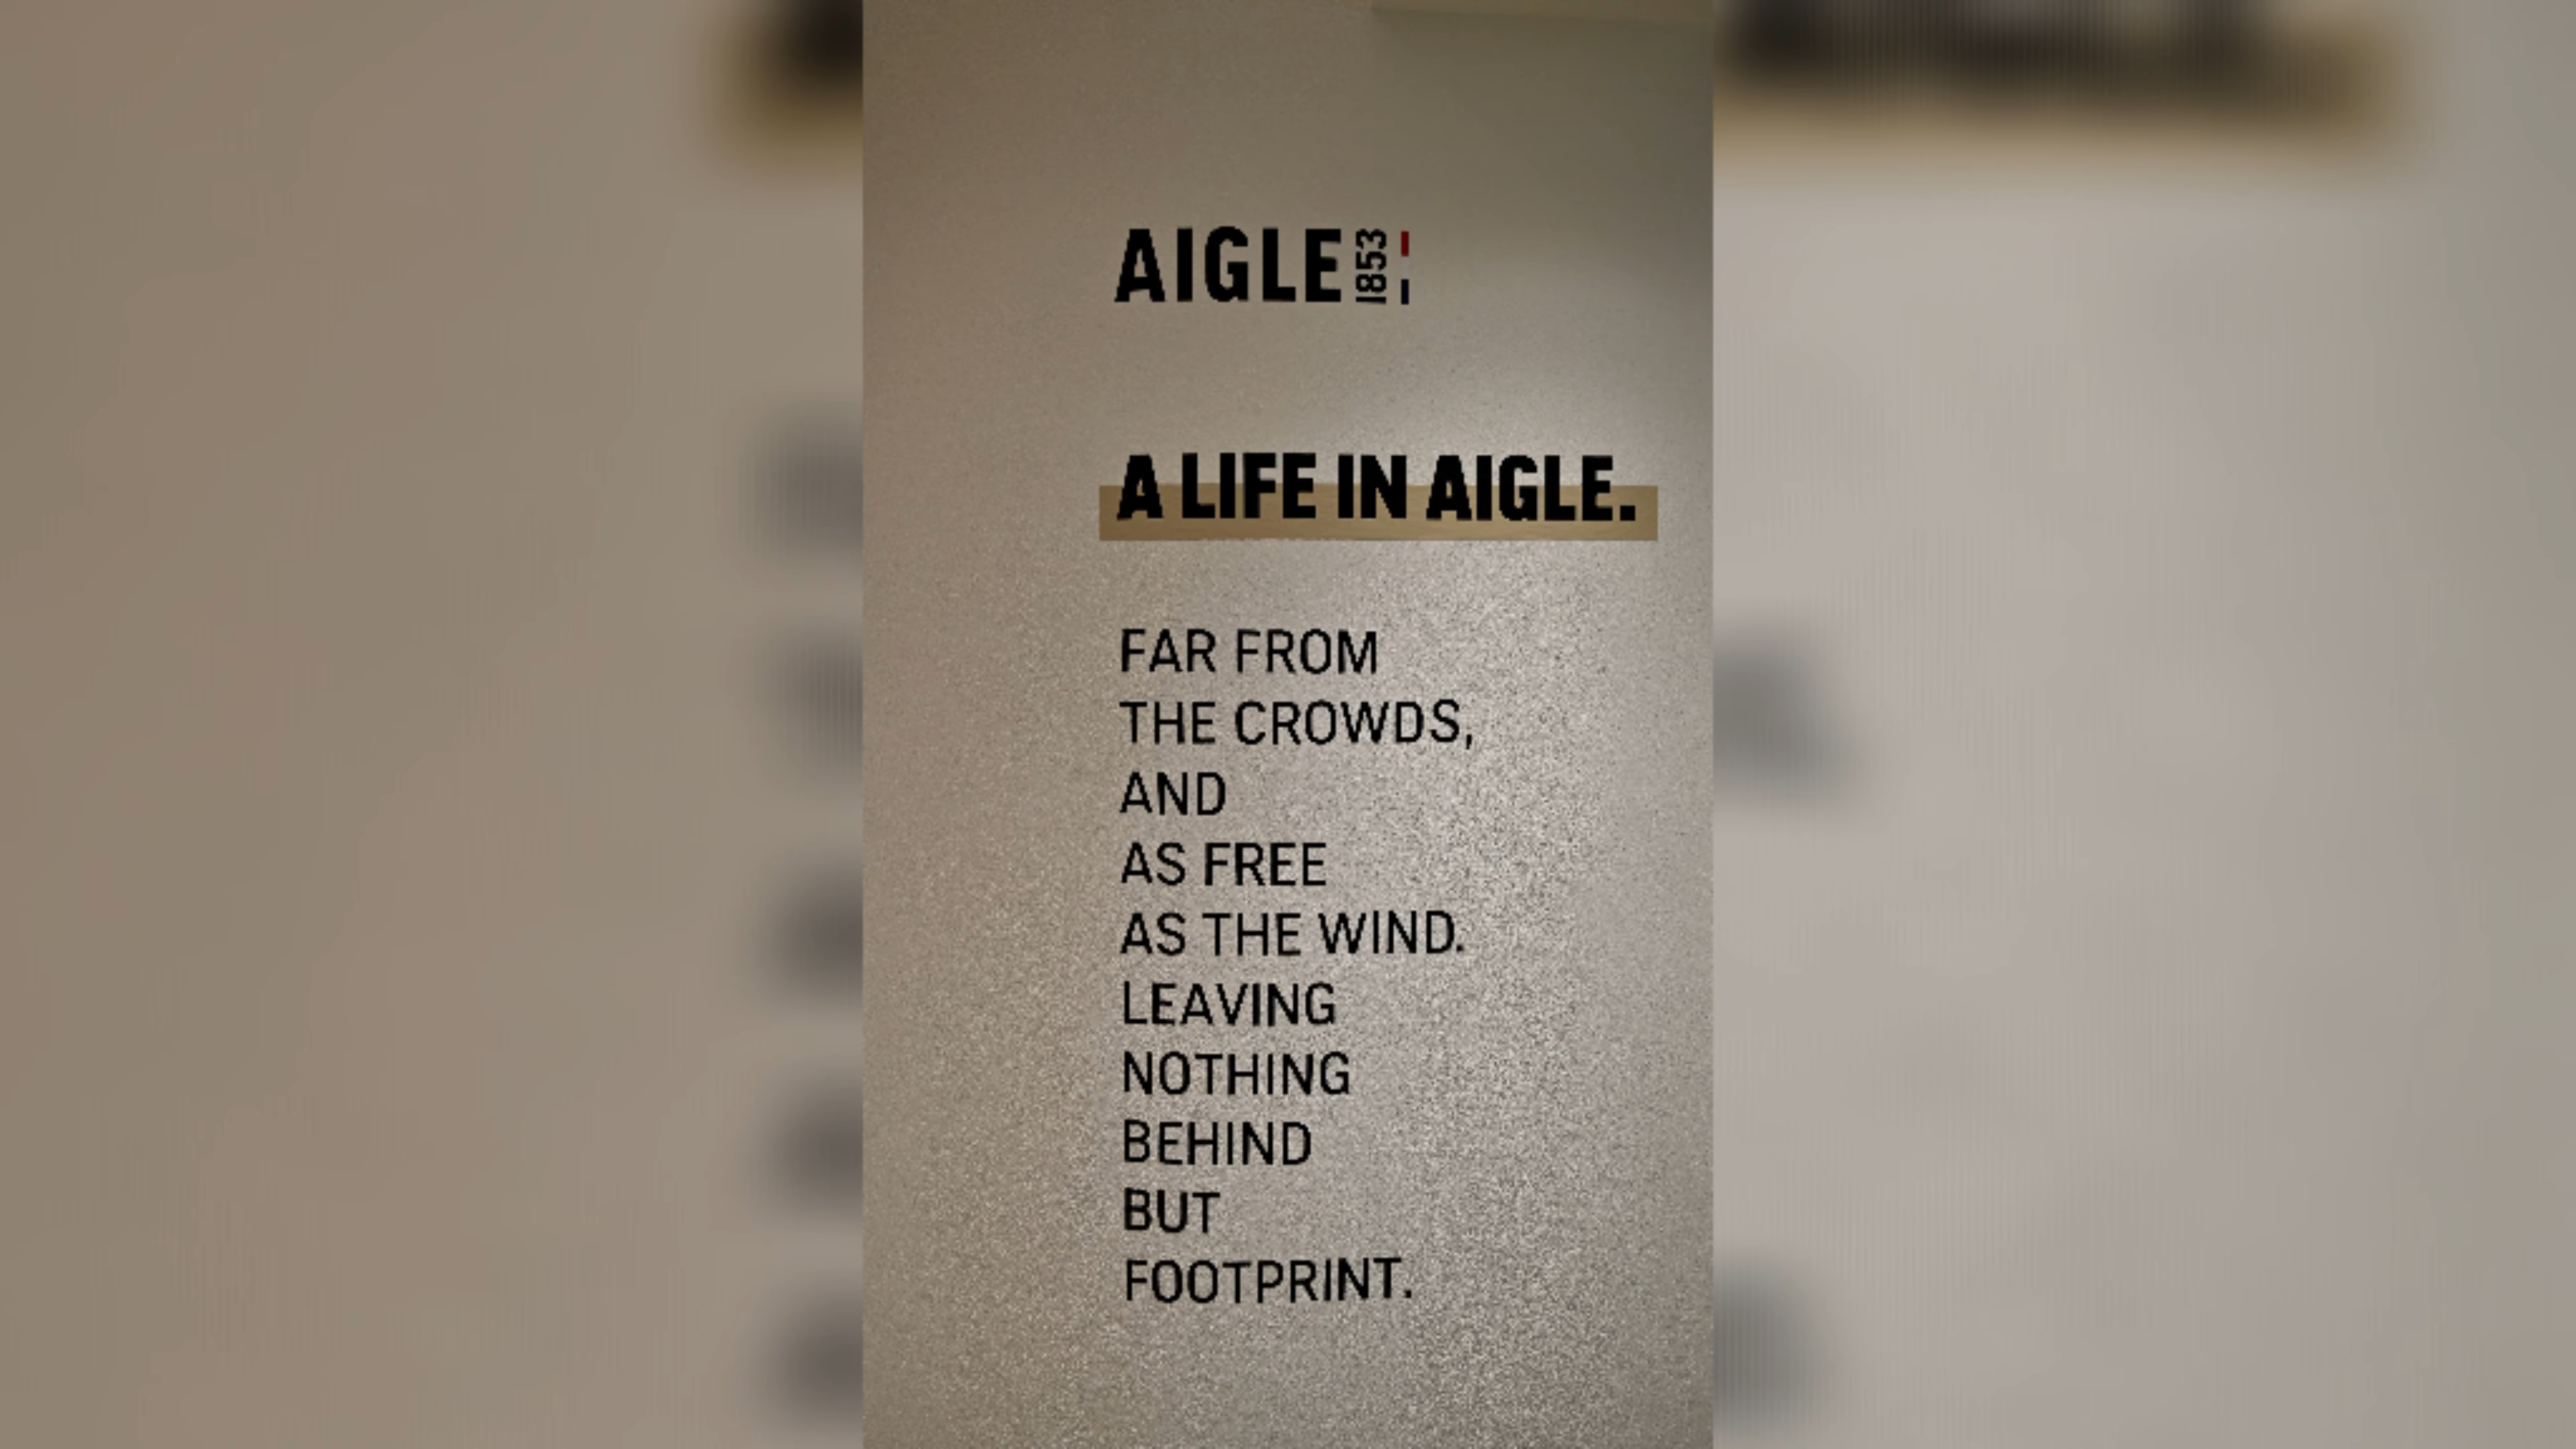 AIGLE 1853
A LIFE IN AIGLE.
FAR FROM
THE CROWDS,
AND
AS FREE
AS THE WIND.
LEAVING
NOTHING
BEHIND
BUT
FOOTPRINT.